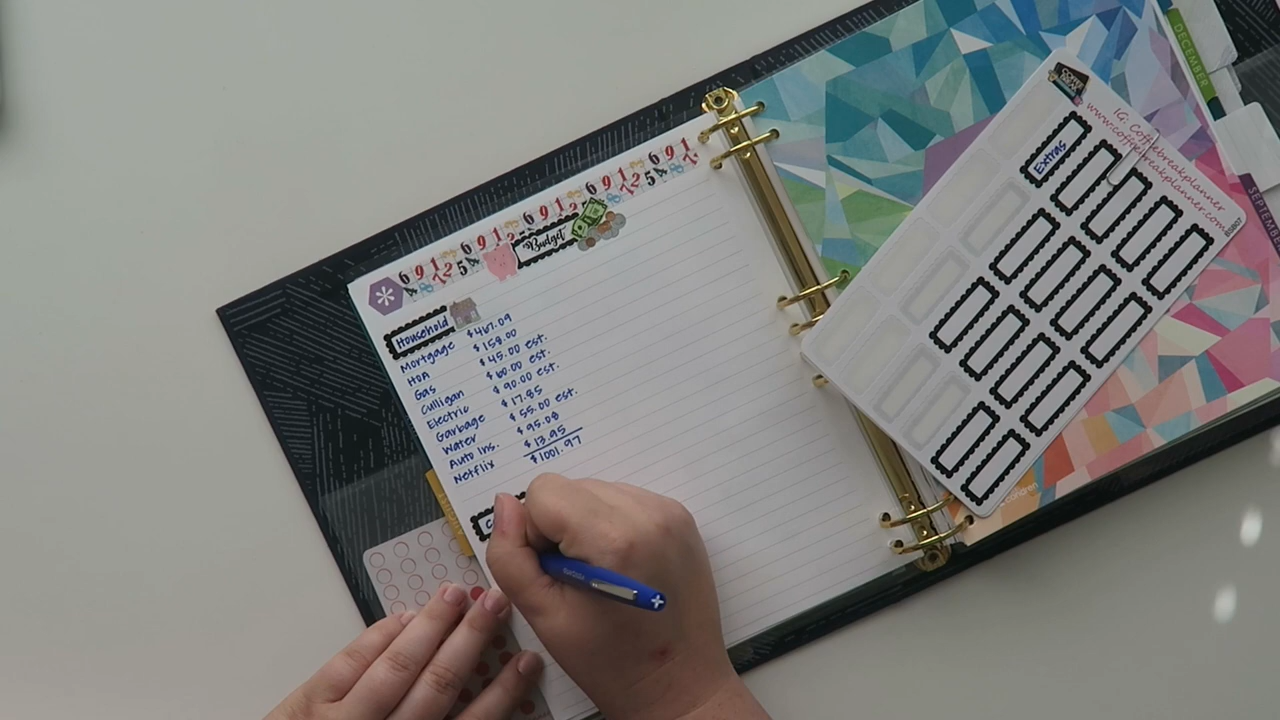 Budget
Household
Mortgage $467.09
HOA $158.00
Gas $45.00 est.
Culligan $60.00 est.
Electric $90.00 est.
Garbage $17.85
Water $55.00 est.
Auto Ins. $95.08
Netflix $13.95
$1001.97
IG: Coffeebreakplanner
www.coffeebreakplanner.com
Extras
DECEMBER
SEPTEMBER